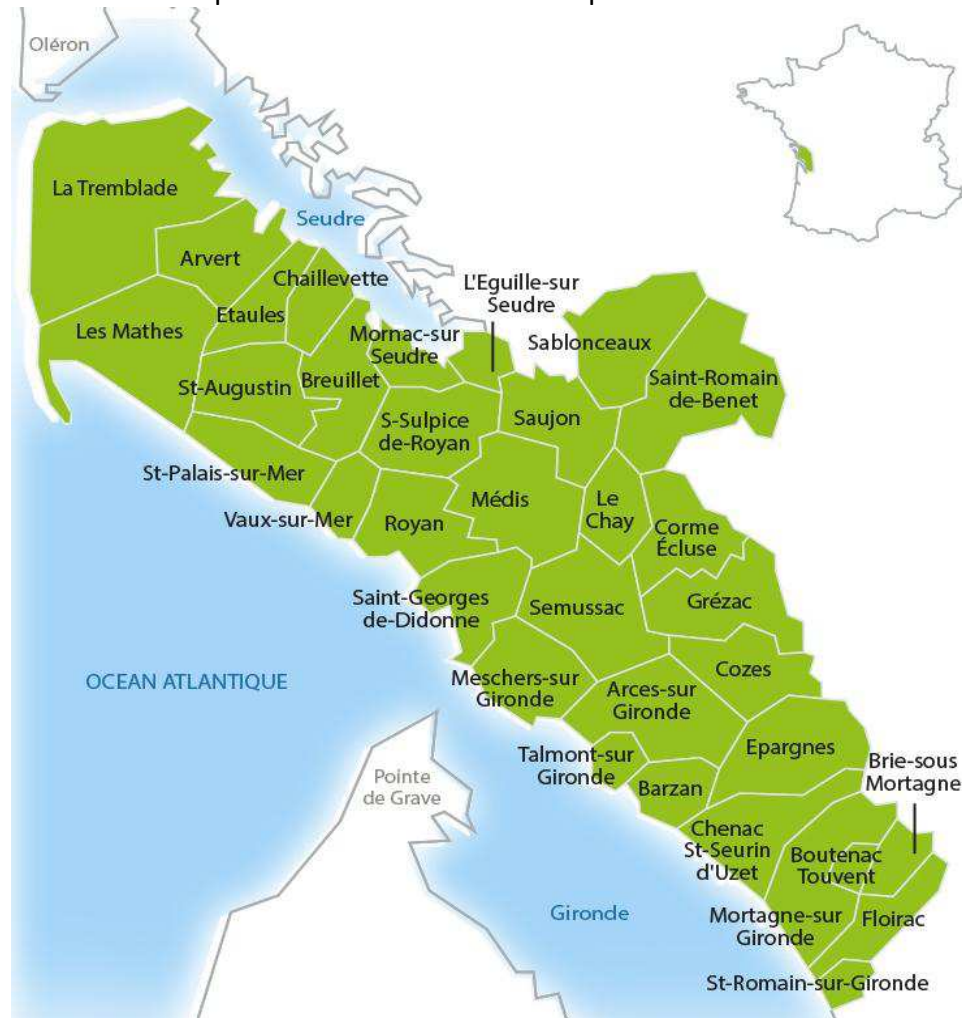 Oléron
La Tremblade
Seudre
Arvert
Chaillevette
L'Eguille-sur
Seudre
Etaules
Les Mathes
Mornac-sur
Seudre
Sablonceaux
St-Augustin
Breuillet
Saint-Romain
de-Benet
S-Sulpice
de-Royan
Saujon
St-Palais-sur-Mer
Médis
Le
Chay
Vaux-sur-Mer
Royan
Corme
Écluse
Saint-Georges
de-Didonne
Semussac
Grézac
OCEAN ATLANTIQUE
Meschers-sur
Gironde
Arces-sur
Gironde
Cozes
Talmont-sur
Gironde
Epargnes
Brie-sous
Mortagne
Pointe
de Grave
Barzan
Chenac
St-Seurin
d'Uzet
Boutenac
Touvent
Gironde
Mortagne-sur
Gironde
Floirac
St-Romain-sur-Gironde